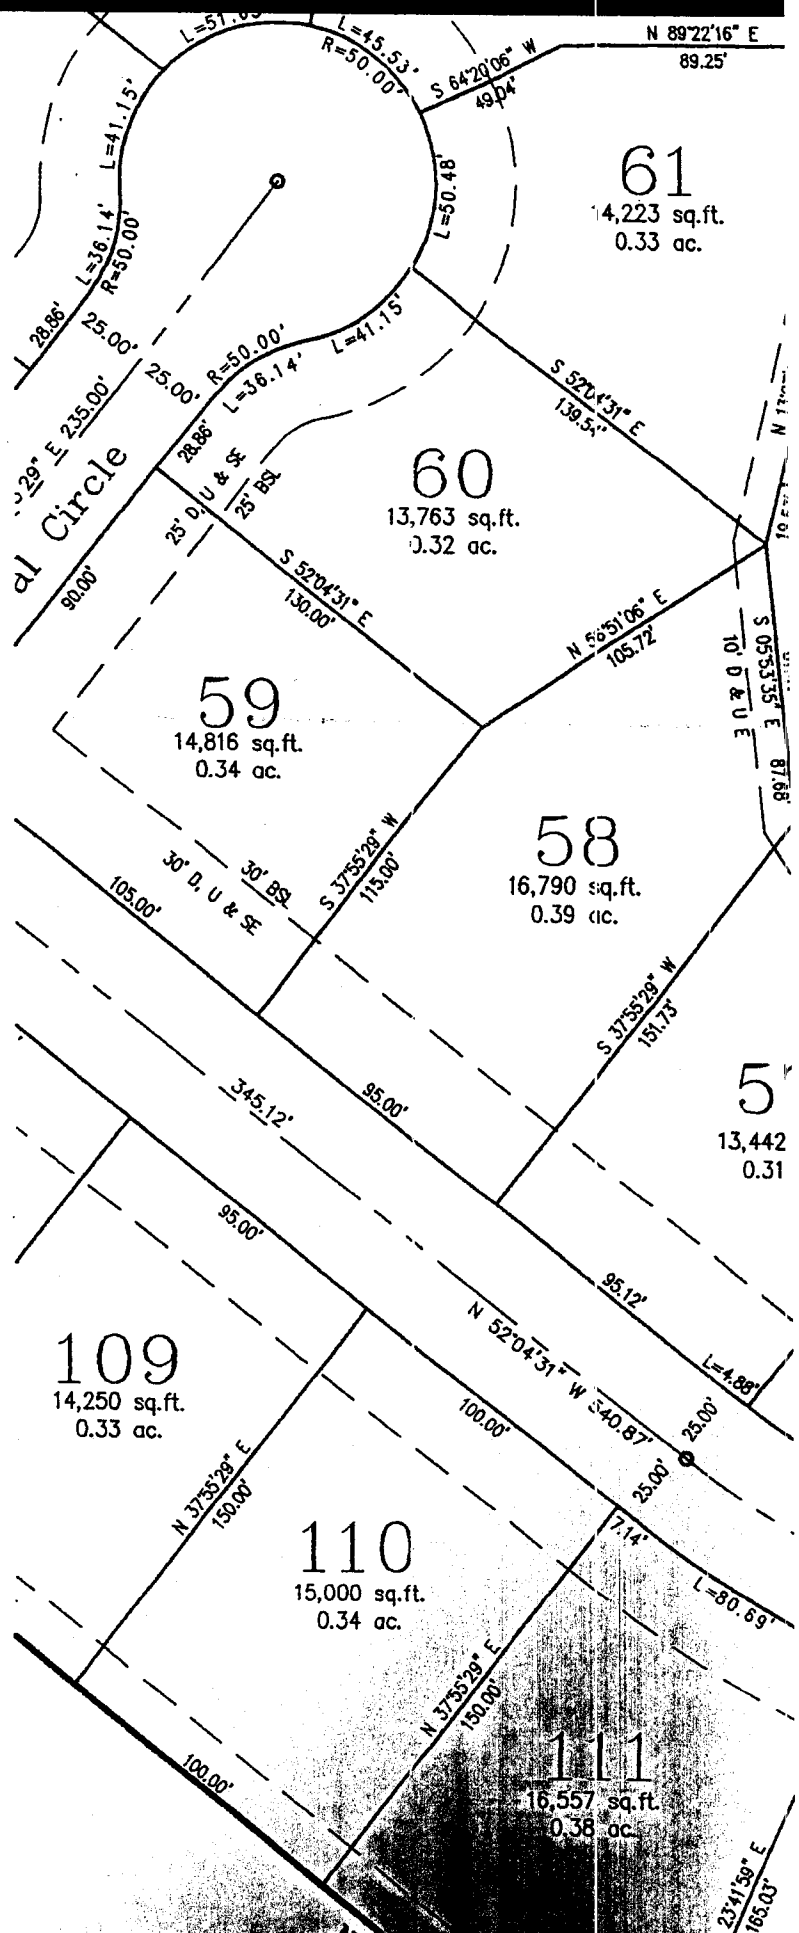 L=45.53'
R=50.00'
S 64°20'06" W
49.04'
N 89°22'16" E
89.25'
L=41.15'
L=50.48'
61
14,223 sq.ft.
0.33 ac.
L=36.14'
R=50.00'
28.86'
25.00'
25.00'
R=50.00'
L=36.14'
L=41.15'
S 52°04'31" E
E 235.00'
al Circle
28.86'
25' D, U & SE
25' BSL
60
13,763 sq.ft.
0.32 ac.
90.00'
S 52°04'31" E
130.00'
N 56°51'06" E
105.72'
S 05°53'35" E 87.68'
10' D & U E
59
14,816 sq.ft.
0.34 ac.
30' D, U & SE
30' BSL
S 37°55'29" W
115.00'
58
16,790 sq.ft.
0.39 ac.
105.00'
S 37°55'29" W
151.73'
345.12'
95.00'
13,442
0.31
95.00'
95.12'
N 52°04'31" W 340.87'
L=4.88'
25.00'
25.00'
109
14,250 sq.ft.
0.33 ac.
100.00'
N 37°55'29" E
150.00'
7.14'
L=80.69'
110
15,000 sq.ft.
0.34 ac.
N 37°55'29" E
150.00'
100.00'
111
16,557 sq.ft.
0.38 ac.
23°41'59" E
165.03'